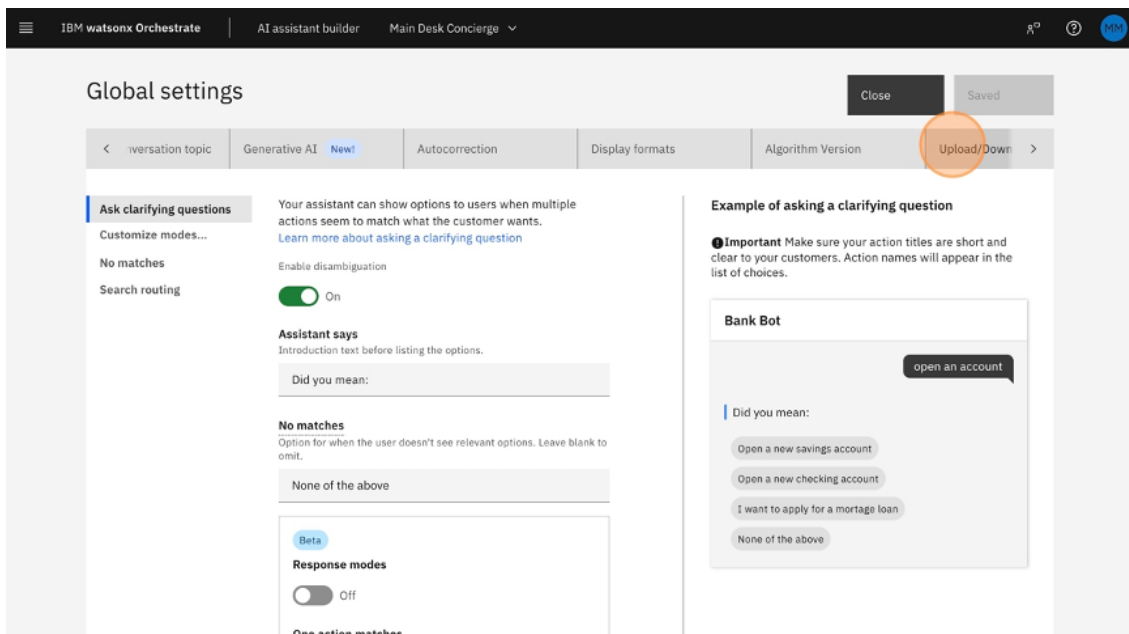 IBM watsonx Orchestrate
AI assistant builder
Main Desk Concierge
MM
Global settings
Close
Saved
nversation topic
Generative AI New!
Autocorrection
Display formats
Algorithm Version
Upload/Down
Ask clarifying questions
Customize modes...
No matches
Search routing
Your assistant can show options to users when multiple
actions seem to match what the customer wants.
Learn more about asking a clarifying question
Enable disambiguation
On
Assistant says
Introduction text before listing the options.
Did you mean:
No matches
Option for when the user doesn't see relevant options. Leave blank to
omit.
None of the above
Beta
Response modes
Off
One action matches
Example of asking a clarifying question
Important Make sure your action titles are short and
clear to your customers. Action names will appear in the
list of choices.
Bank Bot
open an account
Did you mean:
Open a new savings account
Open a new checking account
I want to apply for a mortage loan
None of the above